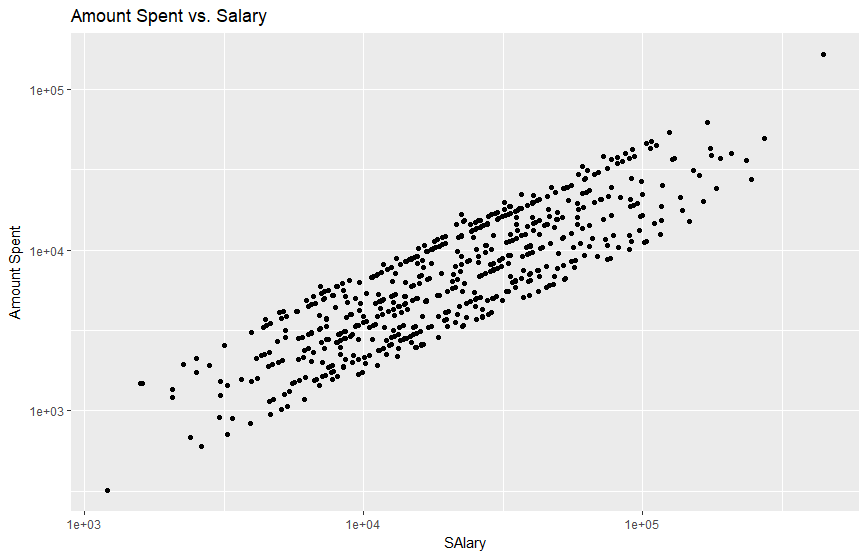 Amount Spent vs. Salary
Amount Spent
1e+05
1e+04
1e+03
1e+03 1e+04 1e+05
SAlary